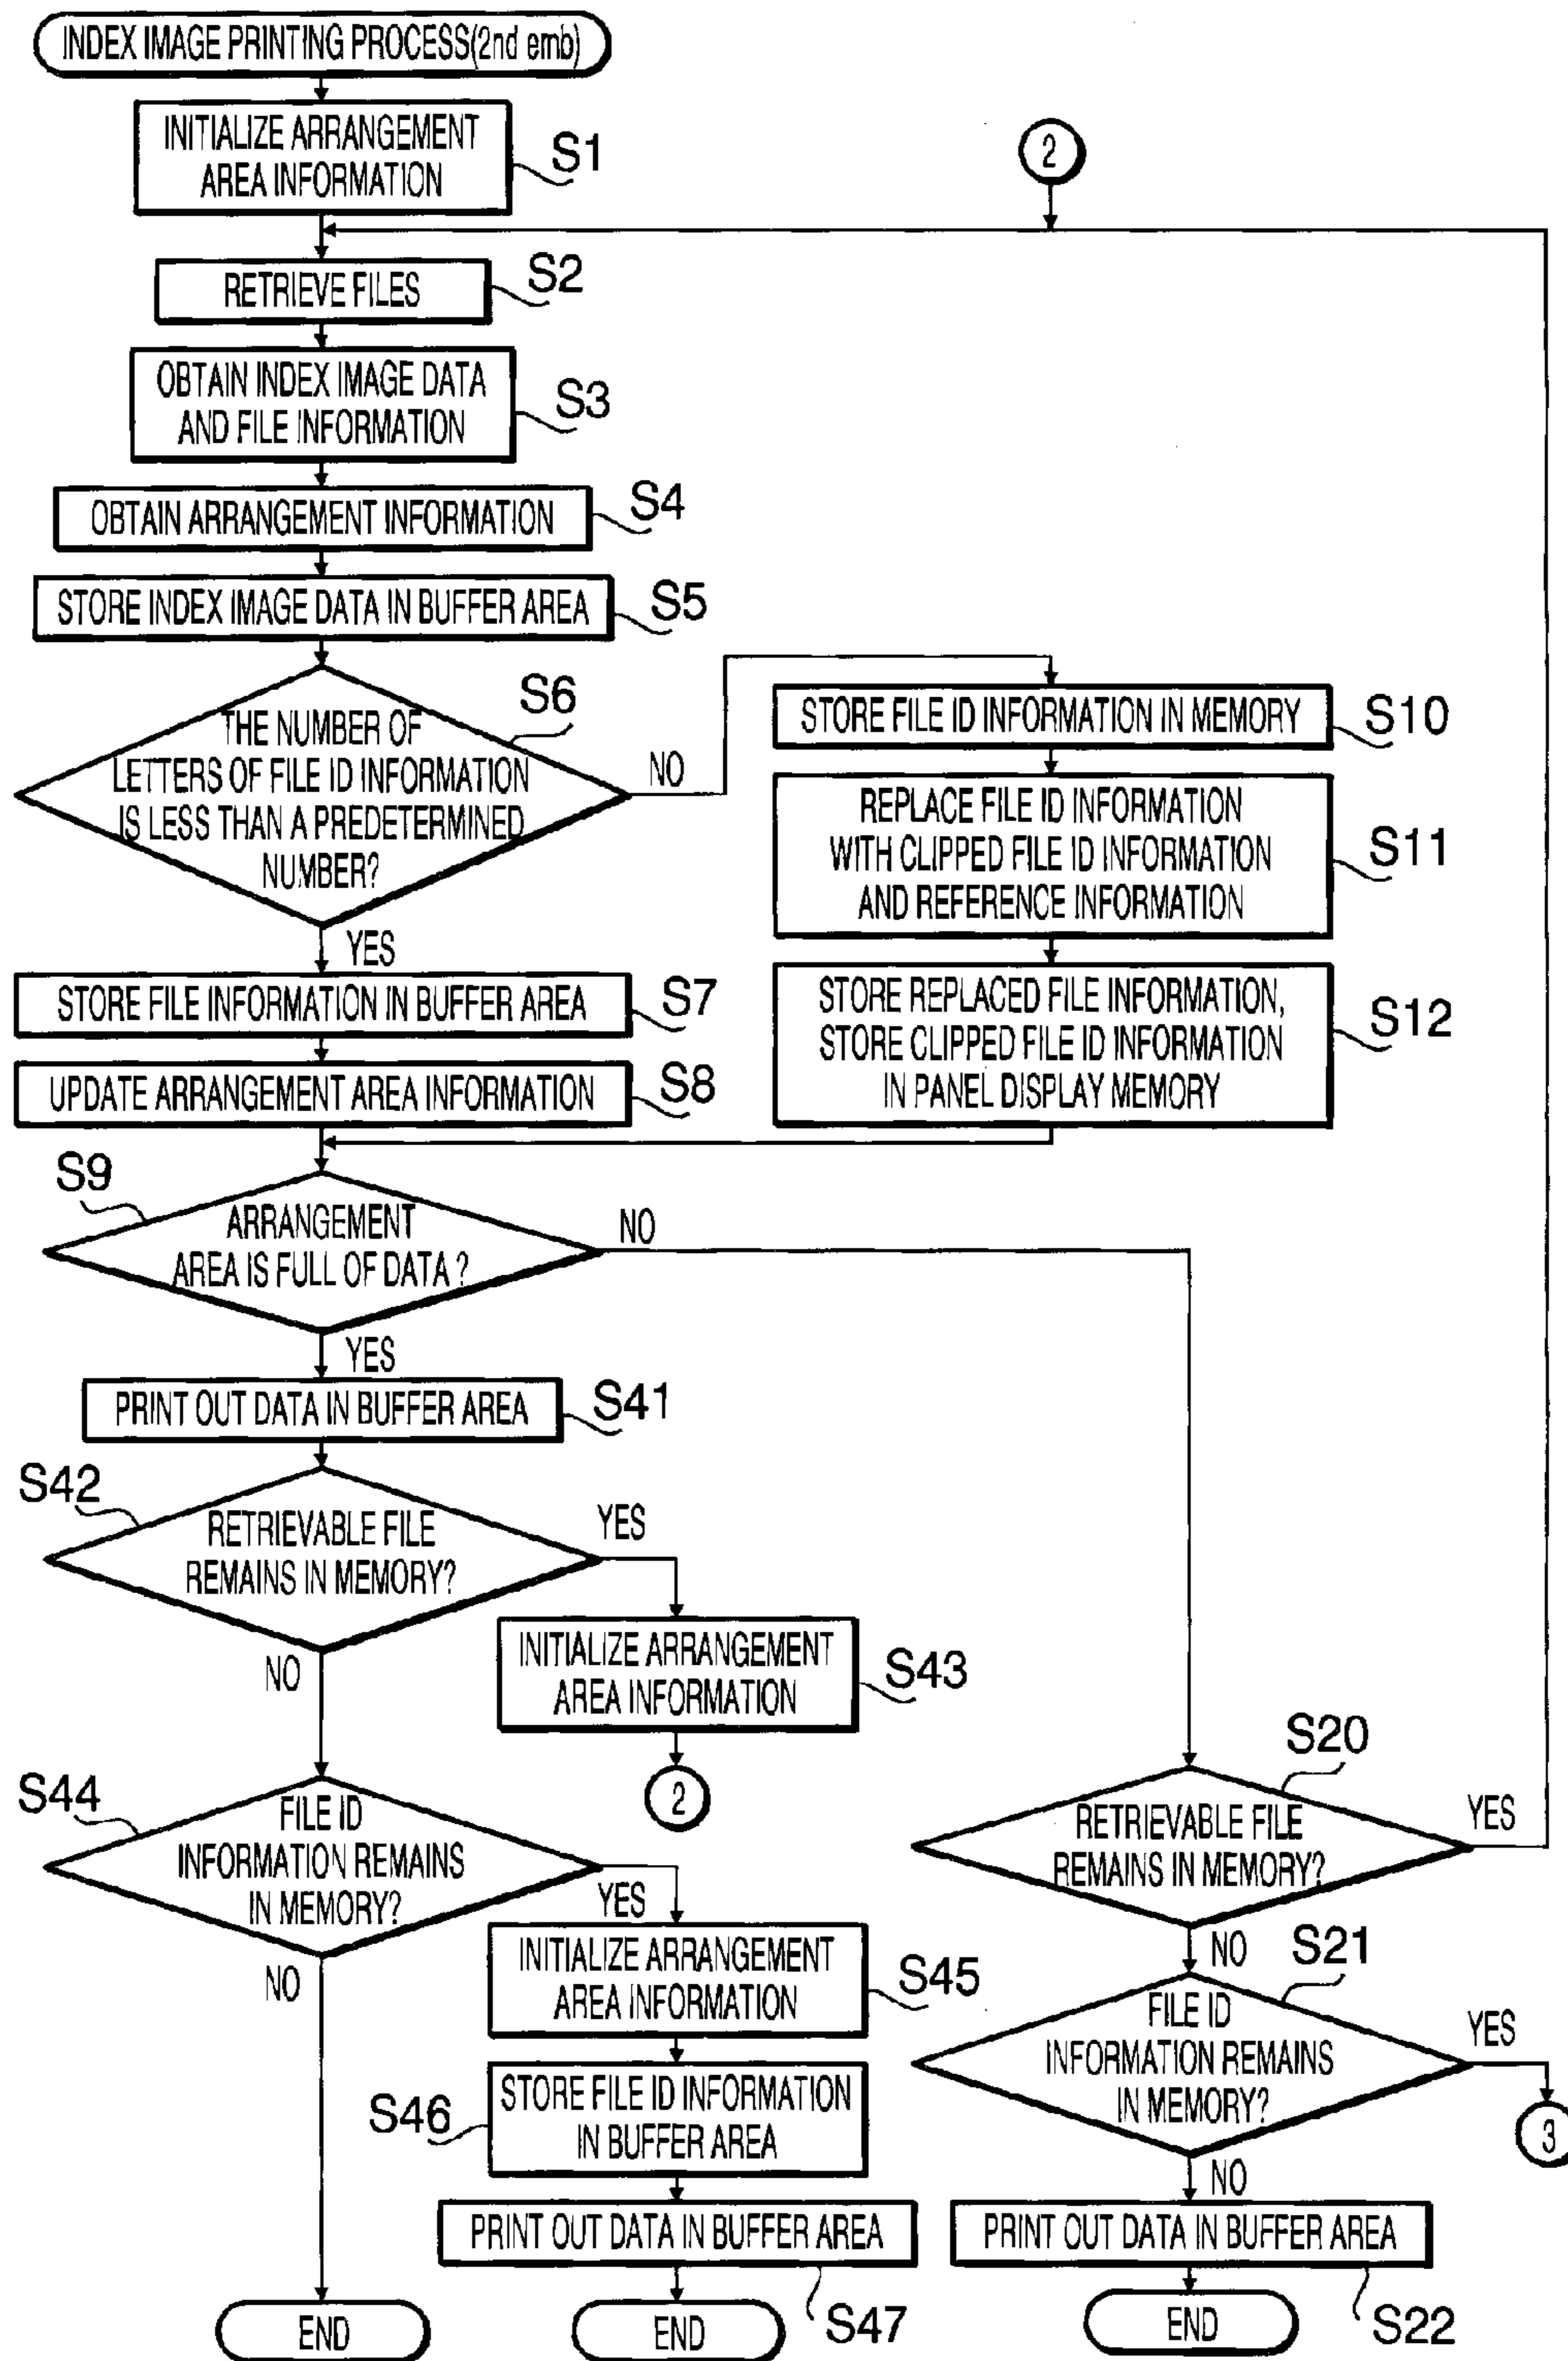 INDEX IMAGE PRINTING PROCESS(2nd emb)
INITIALIZE ARRANGEMENT
AREA INFORMATION
S1
2
RETRIEVE FILES
S2
OBTAIN INDEX IMAGE DATA
AND FILE INFORMATION
S3
OBTAIN ARRANGEMENT INFORMATION
S4
STORE INDEX IMAGE DATA IN BUFFER AREA
S5
S6
THE NUMBER OF
LETTERS OF FILE ID INFORMATION
IS LESS THAN A PREDETERMINED
NUMBER?
NO
YES
STORE FILE ID INFORMATION IN MEMORY
S10
REPLACE FILE ID INFORMATION
WITH CLIPPED FILE ID INFORMATION
AND REFERENCE INFORMATION
S11
STORE REPLACED FILE INFORMATION,
STORE CLIPPED FILE ID INFORMATION
IN PANEL DISPLAY MEMORY
S12
STORE FILE INFORMATION IN BUFFER AREA
S7
UPDATE ARRANGEMENT AREA INFORMATION
S8
S9
ARRANGEMENT
AREA IS FULL OF DATA ?
NO
YES
PRINT OUT DATA IN BUFFER AREA
S41
S42
RETRIEVABLE FILE
REMAINS IN MEMORY?
YES
NO
INITIALIZE ARRANGEMENT
AREA INFORMATION
S43
2
S44
FILE ID
INFORMATION REMAINS
IN MEMORY?
YES
NO
INITIALIZE ARRANGEMENT
AREA INFORMATION
S45
STORE FILE ID INFORMATION
IN BUFFER AREA
S46
PRINT OUT DATA IN BUFFER AREA
S47
END
END
S20
RETRIEVABLE FILE
REMAINS IN MEMORY?
YES
NO
S21
FILE ID
INFORMATION REMAINS
IN MEMORY?
YES
3
NO
PRINT OUT DATA IN BUFFER AREA
S22
END